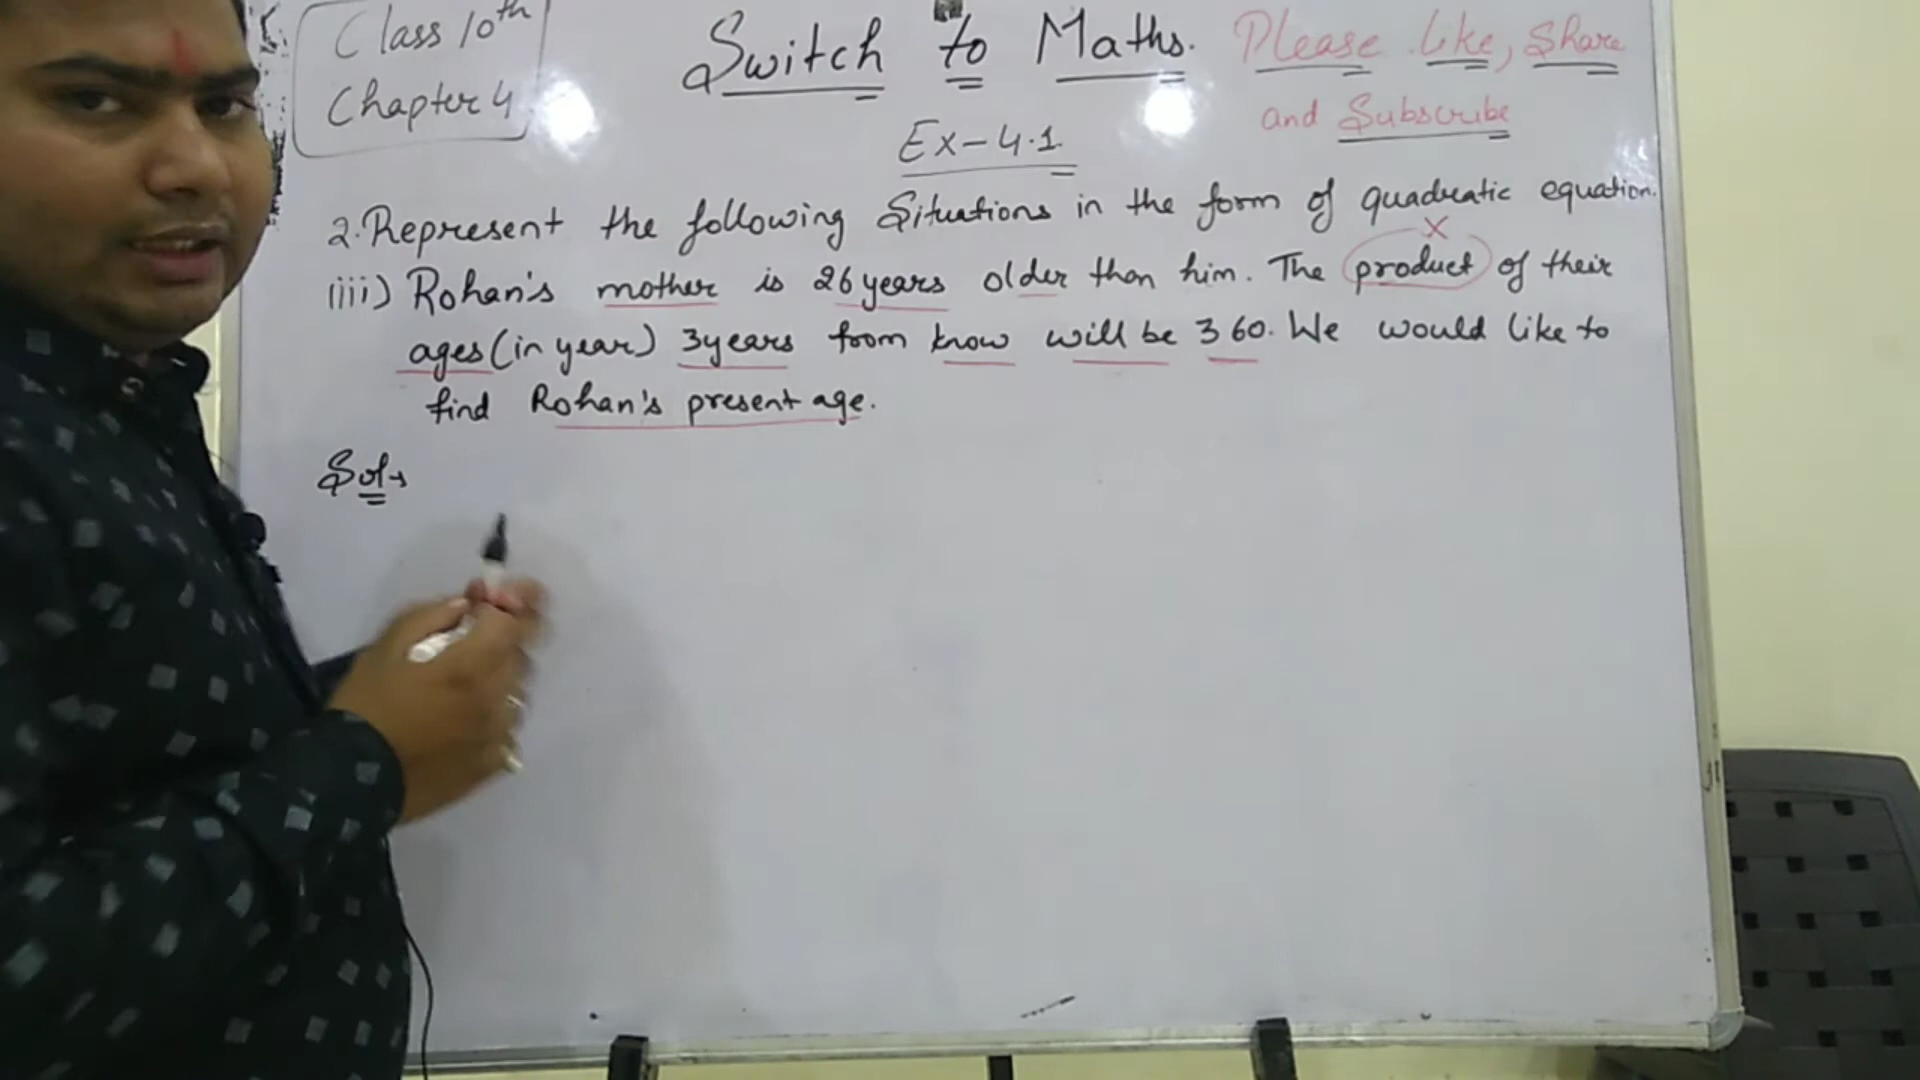 Class 10th
Chapter 4
Switch to Maths. Please Like, Share
and Subscribe
Ex-4.1.
2. Represent the following Situations in the form of quadratic equation.
(iii) Rohan's mother is 26 years older than him. The product of their
x
ages (in year) 3 years from know will be 360. We would like to
find Rohan's present age.
Sol→